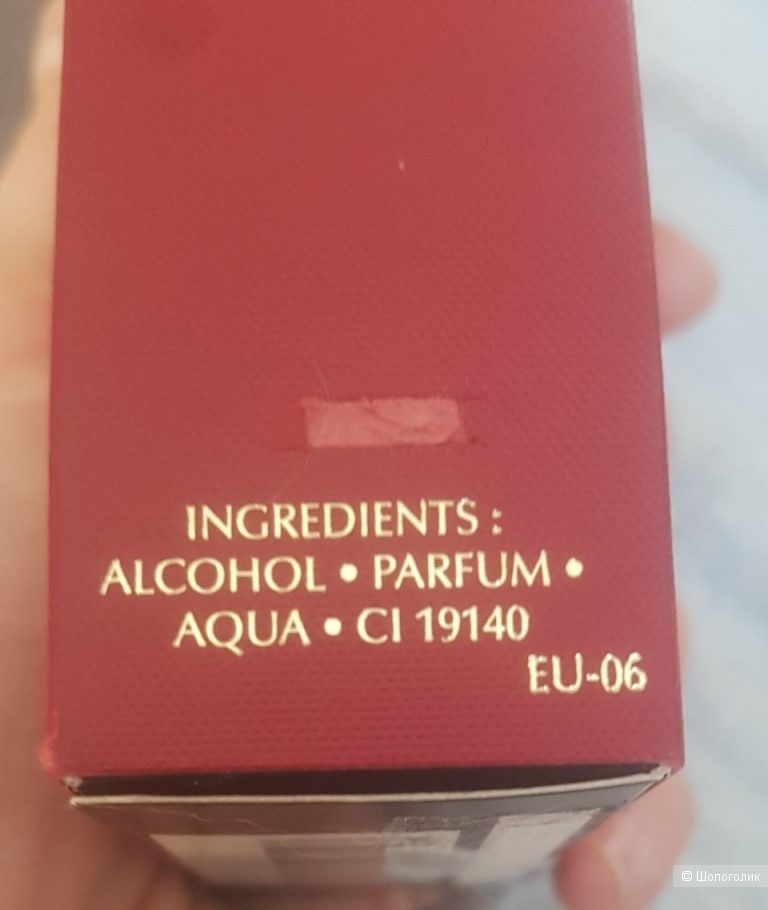 INGREDIENTS :
ALCOHOL • PARFUM •
AQUA • CI 19140
EU-06
© Шопоголик